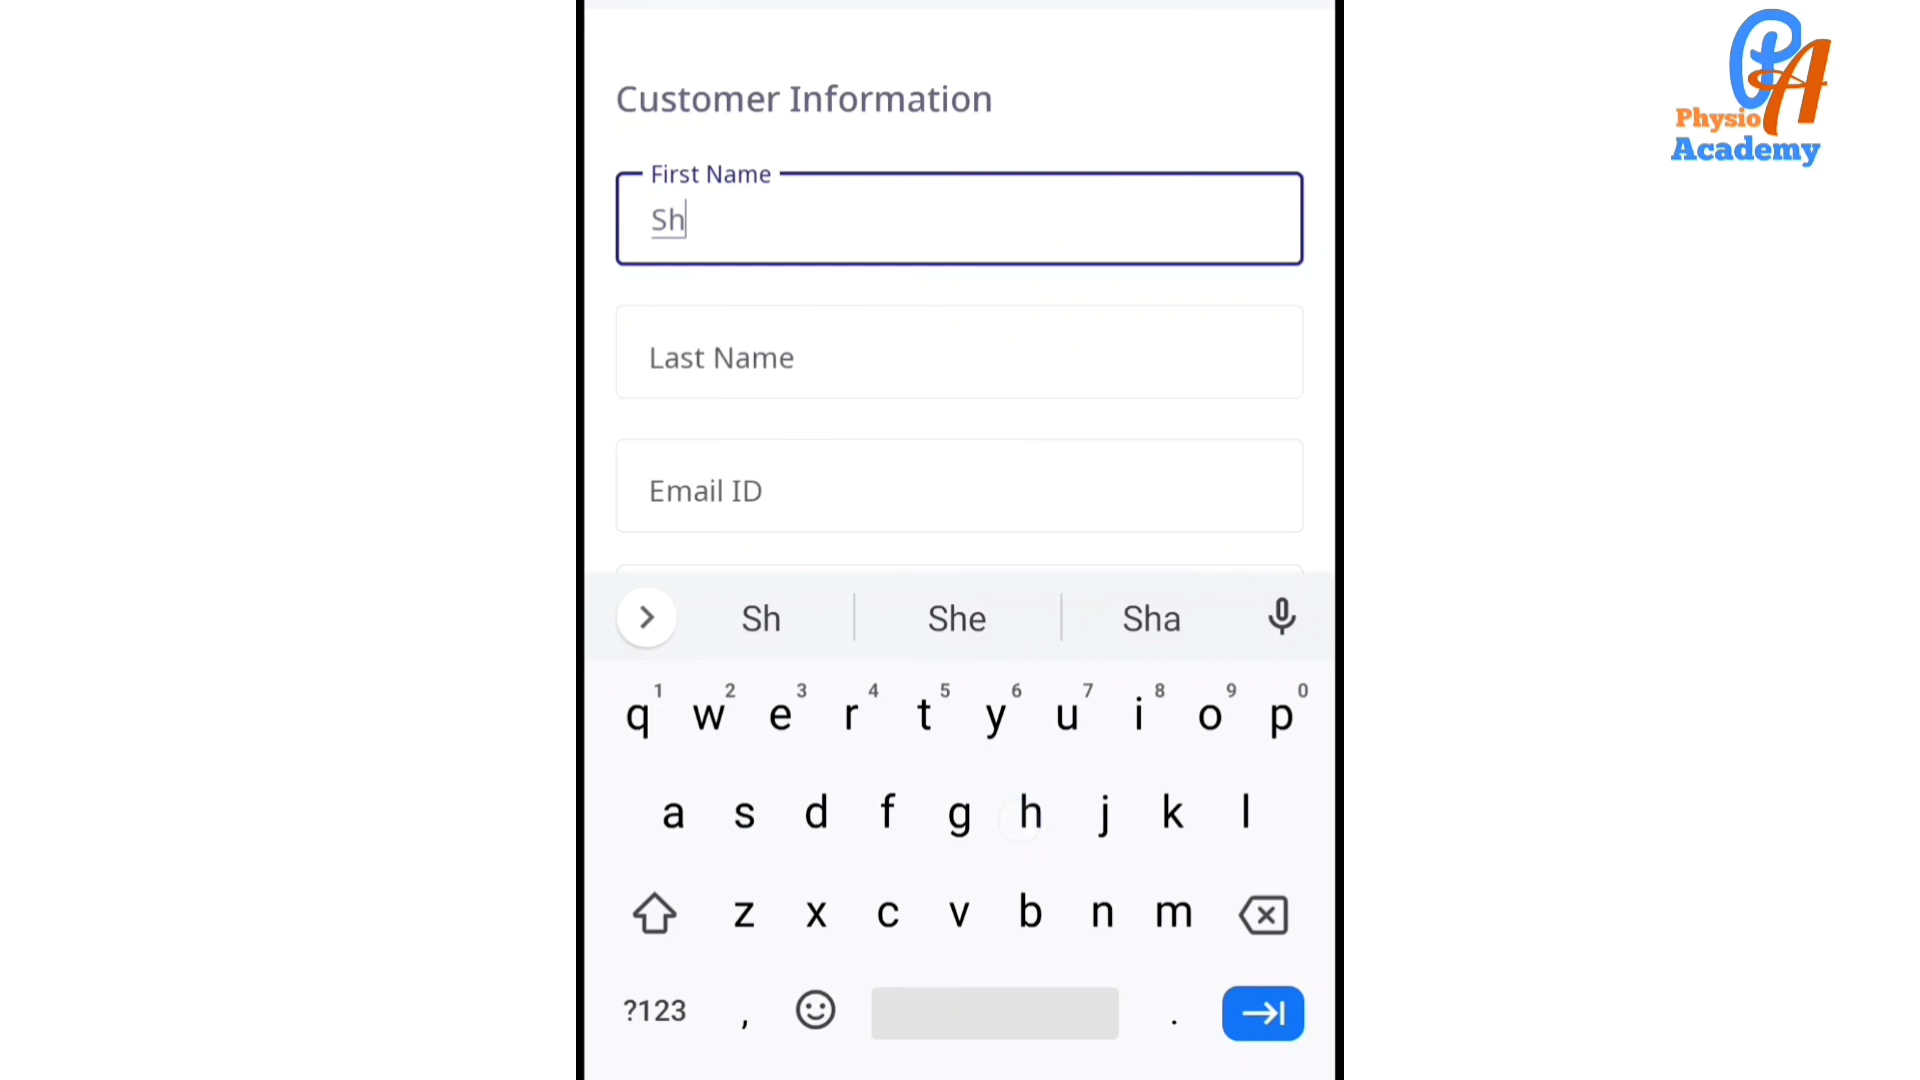 Customer Information
First Name
Sh
Last Name
Email ID
Sh She Sha
1 2 3 4 5 6 7 8 9 0
q w e r t y u i o p
a s d f g h j k l
z x c v b n m
?123 , .
PA
Physio
Academy